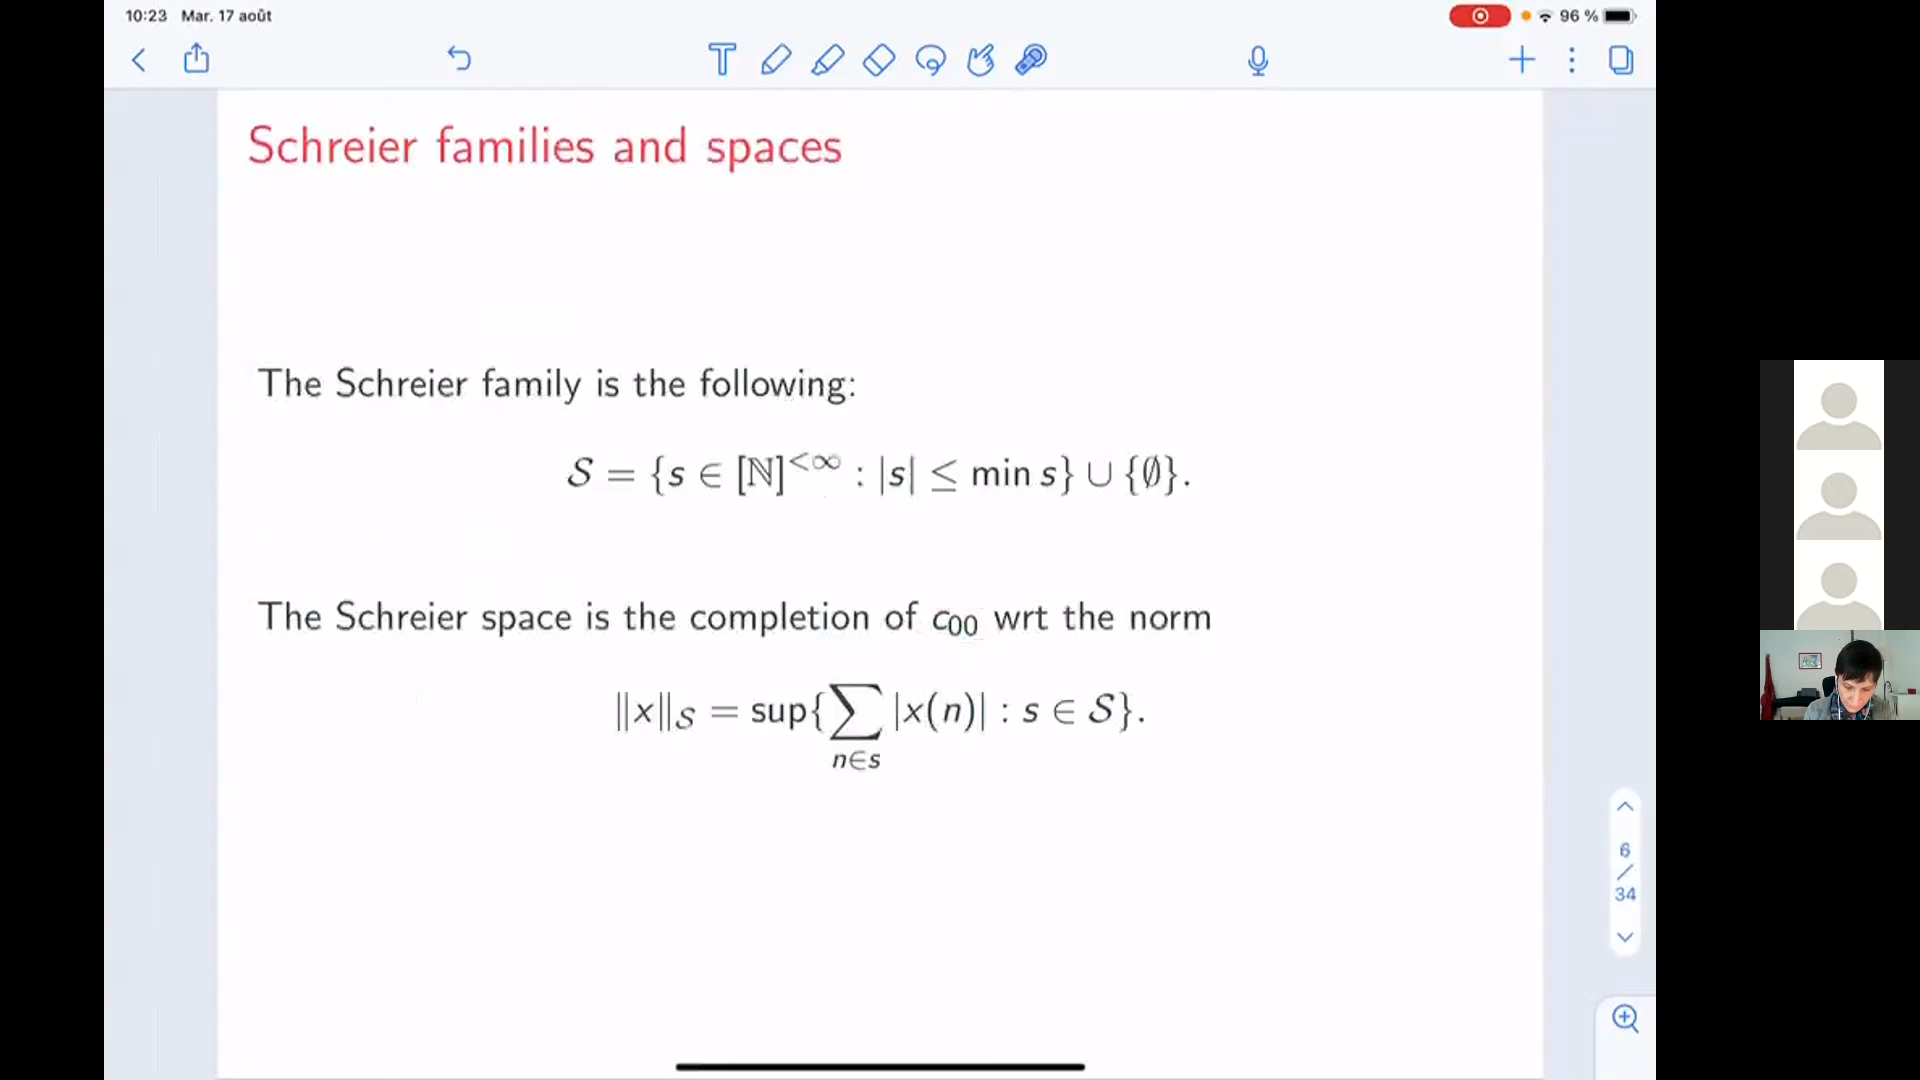 10:23 Mar. 17 août
96 %
T
Schreier families and spaces
The Schreier family is the following:
𝒮 = {s ∈ [ℕ]^{<∞} : |s| ≤ min s} ∪ {∅}.
The Schreier space is the completion of c₀₀ wrt the norm
‖x‖_𝒮 = sup{∑_{n∈s} |x(n)| : s ∈ 𝒮}.
6
/
34